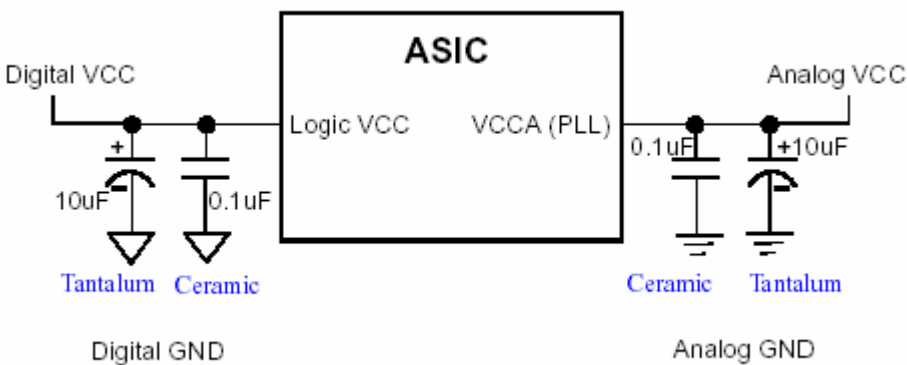 ASIC
Digital VCC
Analog VCC
Logic VCC
VCCA (PLL)
+
10uF
0.1uF
0.1uF
+10uF
Tantalum
Ceramic
Ceramic
Tantalum
Digital GND
Analog GND